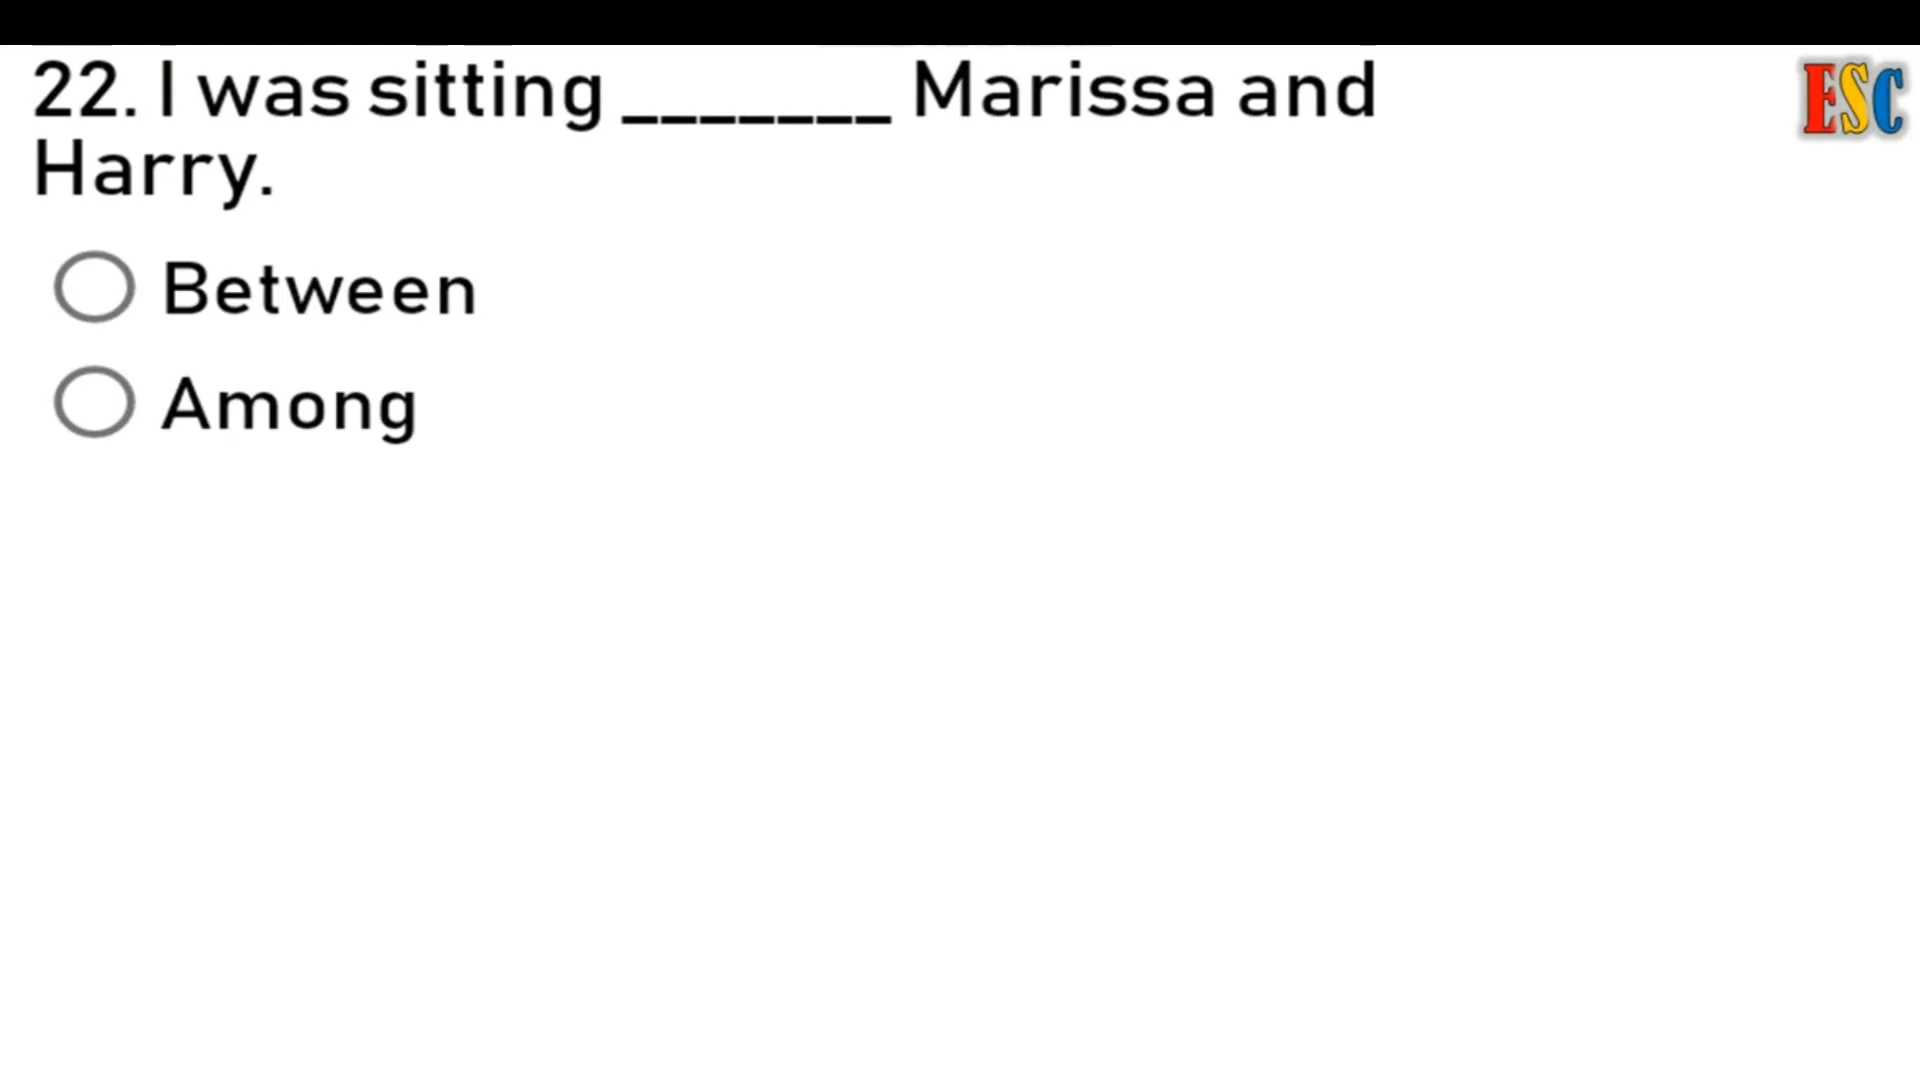 22. I was sitting _______ Marissa and
Harry.
ESC
Between
Among